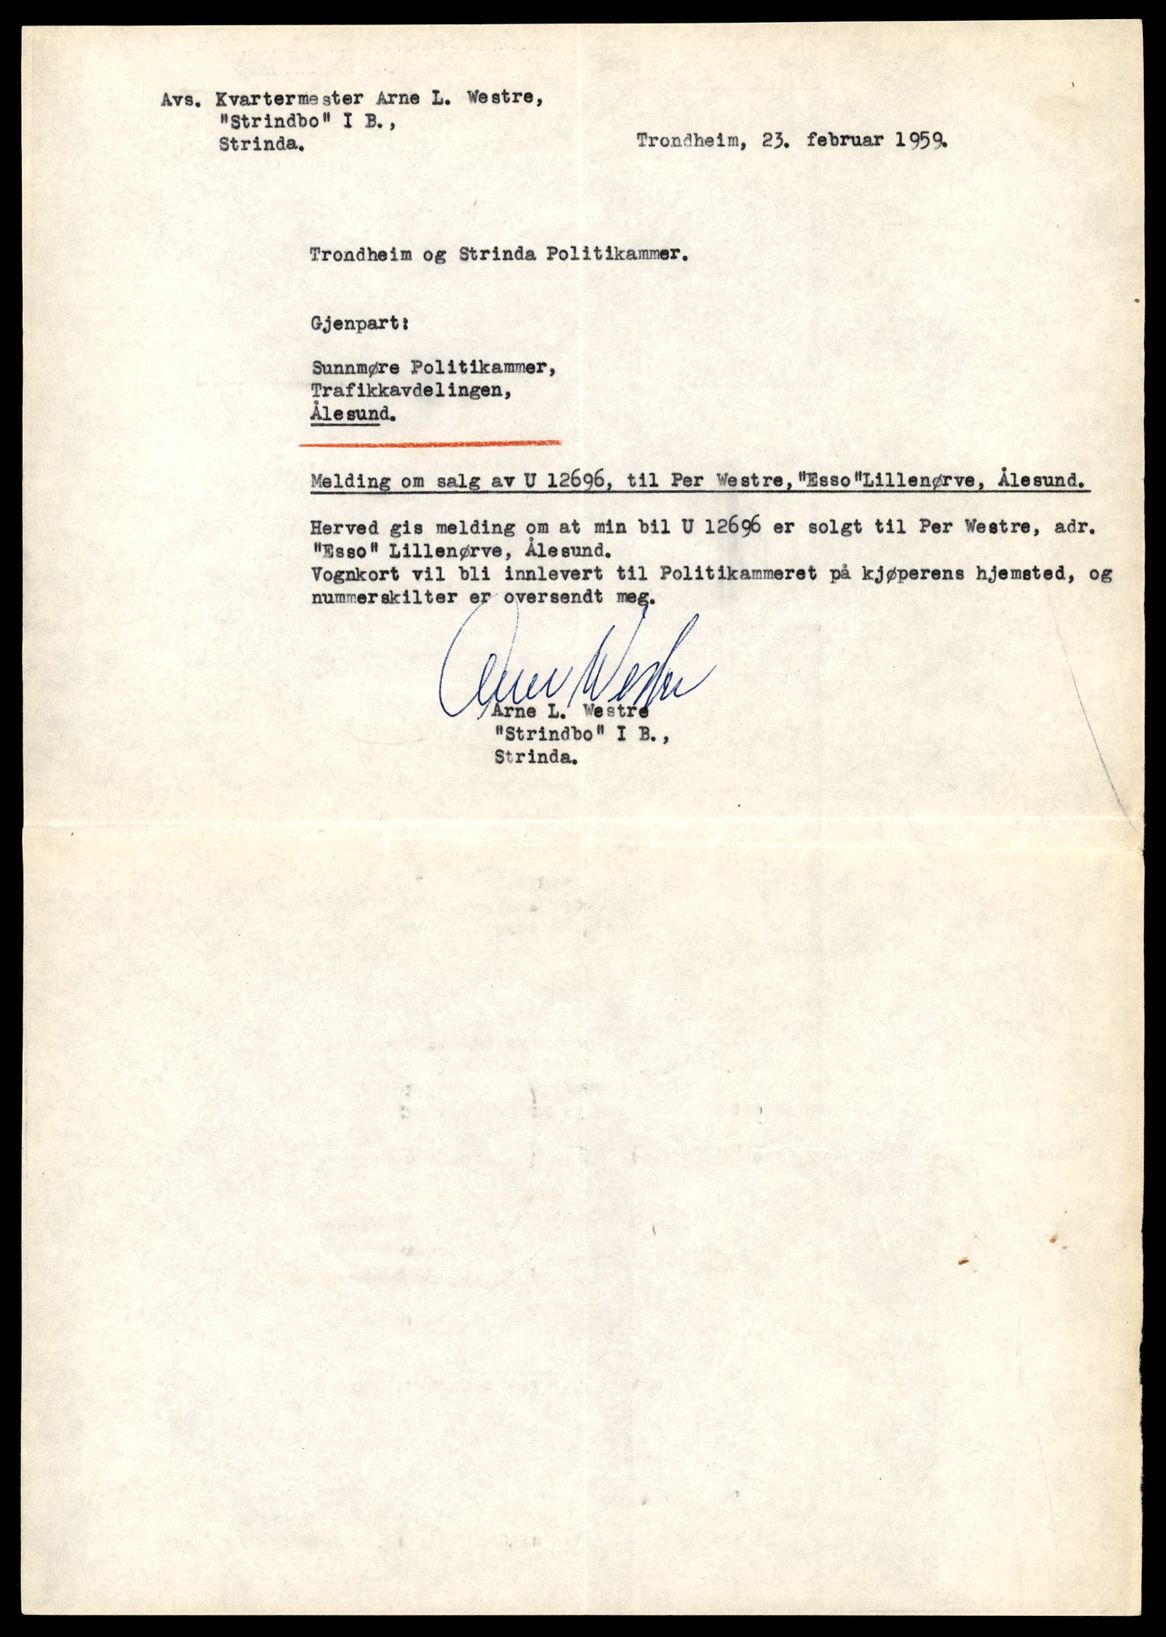 Avs. Kvartermester Arne L. Westre,
"Strindbo" I B.,
Strinda.
Trondheim, 23. februar 1959.
Trondheim og Strinda Politikammer.
Gjenpart:
Sunnmøre Politikammer,
Trafikkavdelingen,
Ålesund.
Melding om salg av U 12696, til Per Westre,"Esso"Lillenørve, Ålesund.
Herved gis melding om at min bil U 12696 er solgt til Per Westre, adr.
"Esso" Lillenørve, Ålesund.
Vognkort vil bli innlevert til Politikammeret på kjøperens hjemsted, og
nummerskilter er oversendt meg.
Arne Westre
Arne L. Westre
"Strindbo" I B.,
Strinda.